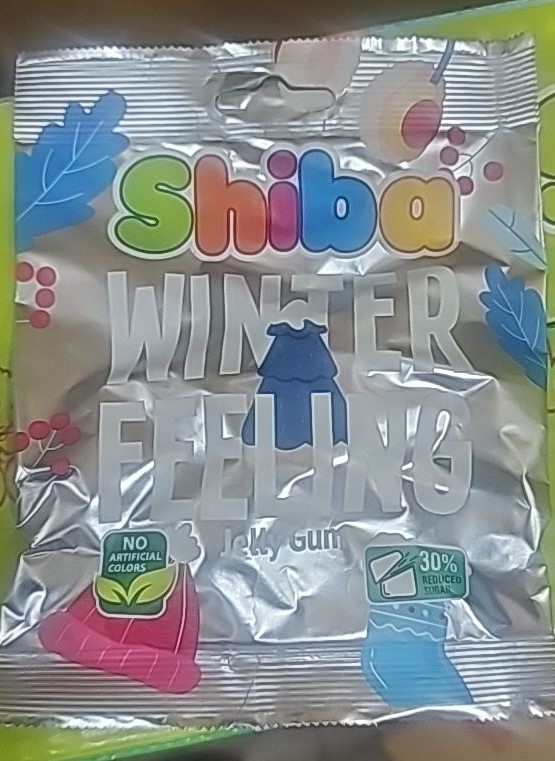 Shiba
WINTER
FEELING
Jelly Gum
NO
ARTIFICIAL
COLORS
30%
REDUCED
SUGAR